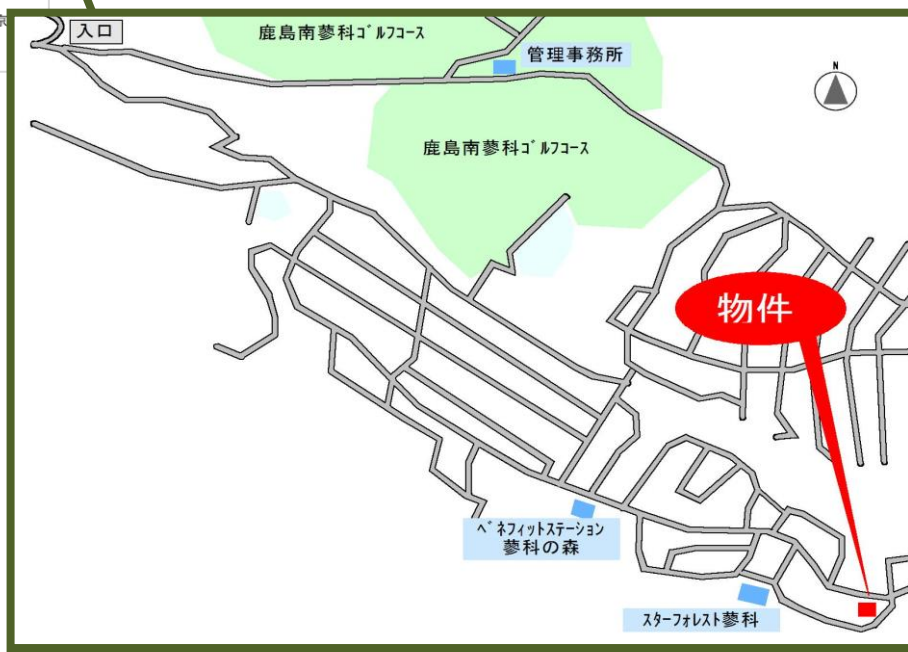 入口
鹿島南蓼科ゴルフコース
管理事務所
N
鹿島南蓼科ゴルフコース
物件
ベネフィットステーション
蓼科の森
スターフォレスト蓼科